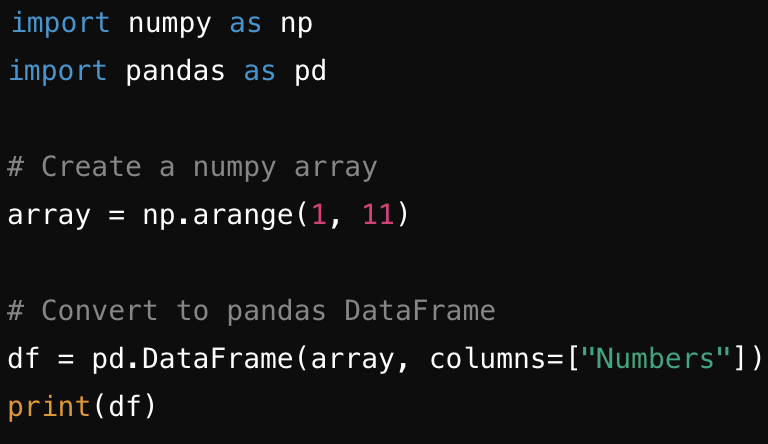 import numpy as np
import pandas as pd
# Create a numpy array
array = np.arange(1, 11)
# Convert to pandas DataFrame
df = pd.DataFrame(array, columns=["Numbers"])
print(df)